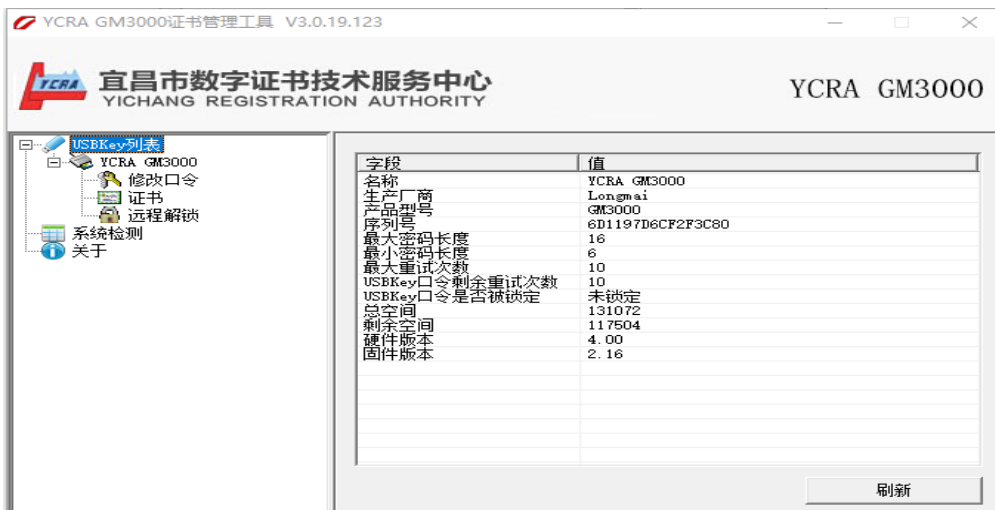 YCRA GM3000证书管理工具 V3.0.19.123
YCRA
宜昌市数字证书技术服务中心
YICHANG REGISTRATION AUTHORITY
YCRA GM3000
USBKey列表
YCRA GM3000
修改口令
证书
远程解锁
系统检测
关于
字段 值
名称 YCRA GM3000
生产厂商 Longmai
产品型号 GM3000
序列号 6D1197D6CF2F3C80
最大密码长度 16
最小密码长度 6
最大重试次数 10
USBKey口令剩余重试次数 10
USBKey口令是否被锁定 未锁定
总空间 131072
剩余空间 117504
硬件版本 4.00
固件版本 2.16
刷新